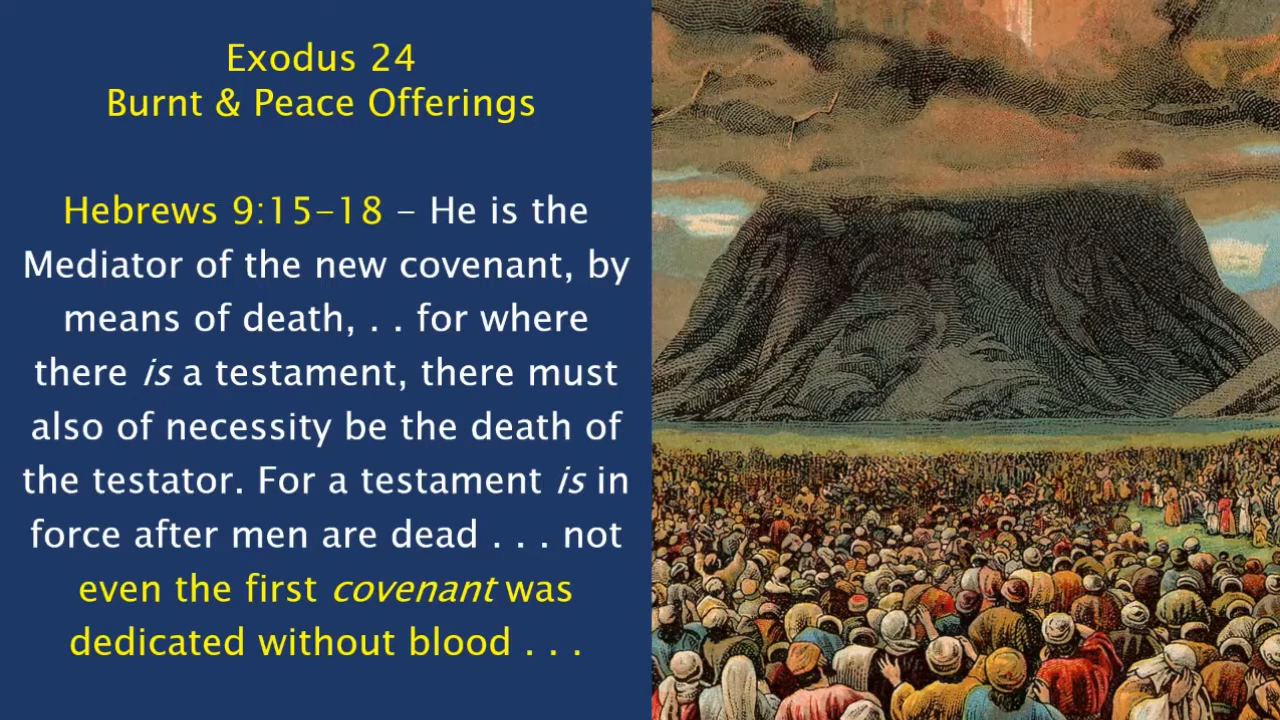 Exodus 24
Burnt & Peace Offerings
Hebrews 9:15-18 – He is the
Mediator of the new covenant, by
means of death, . . for where
there is a testament, there must
also of necessity be the death of
the testator. For a testament is in
force after men are dead . . . not
even the first covenant was
dedicated without blood . . .